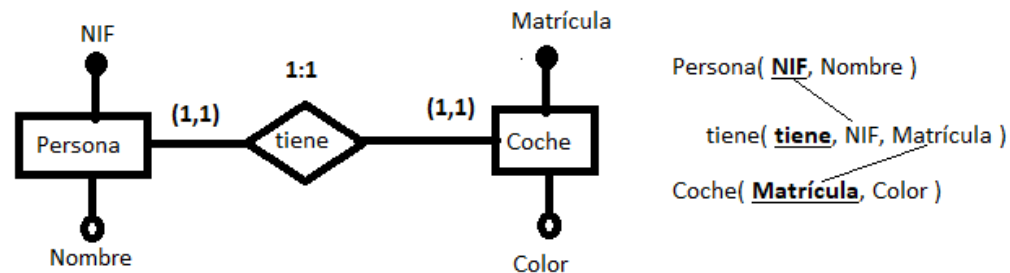 NIF
Matrícula
1:1
(1,1)
(1,1)
Persona
tiene
Coche
Nombre
Color
Persona( NIF, Nombre )
tiene( tiene, NIF, Matrícula )
Coche( Matrícula, Color )